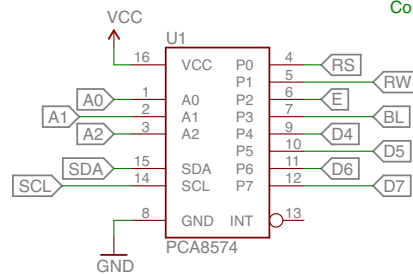 Co
VCC
U1
16 VCC P0 4 RS
P1 5 RW
A0 1 A0 P2 6 E
A1 2 A1 P3 7 BL
A2 3 A2 P4 9 D4
P5 10 D5
SDA 15 SDA P6 11 D6
SCL 14 SCL P7 12 D7
8 GND INT 13
PCA8574
GND